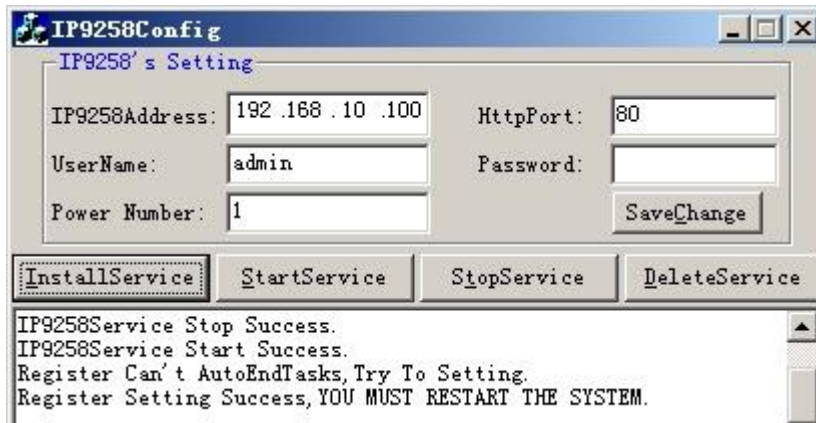 IP9258Config
IP9258's Setting
IP9258Address: 192 .168 . 10 .100 HttpPort: 80
UserName: admin Password:
Power Number: 1 SaveChange
InstallService StartService StopService DeleteService
IP9258Service Stop Success.
IP9258Service Start Success.
Register Can't AutoEndTasks,Try To Setting.
Register Setting Success,YOU MUST RESTART THE SYSTEM.